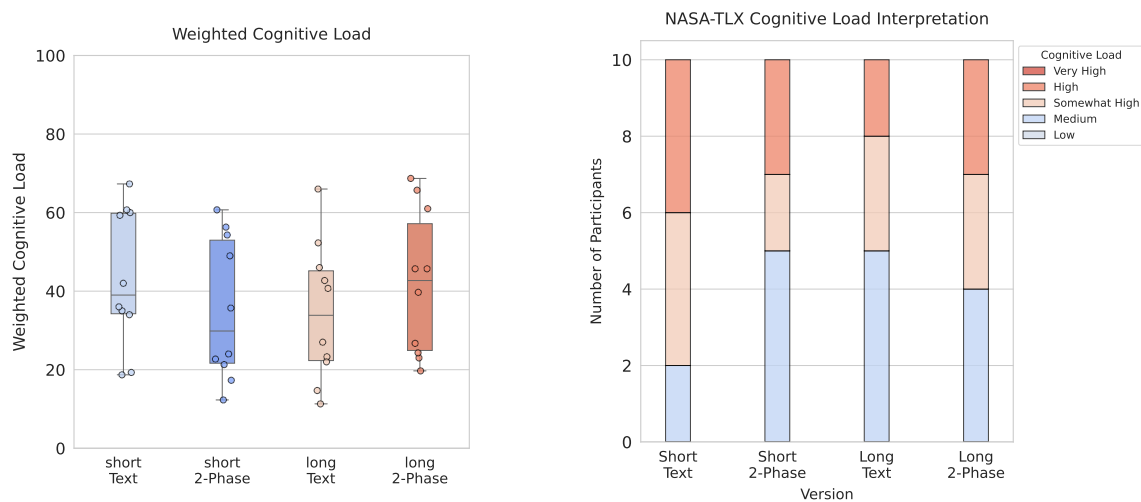 Weighted Cognitive Load
Weighted Cognitive Load
100
80
60
40
20
0
short
Text
short
2-Phase
long
Text
long
2-Phase
NASA-TLX Cognitive Load Interpretation
Number of Participants
10
8
6
4
2
0
Short
Text
Short
2-Phase
Long
Text
Long
2-Phase
Version
Cognitive Load
Very High
High
Somewhat High
Medium
Low